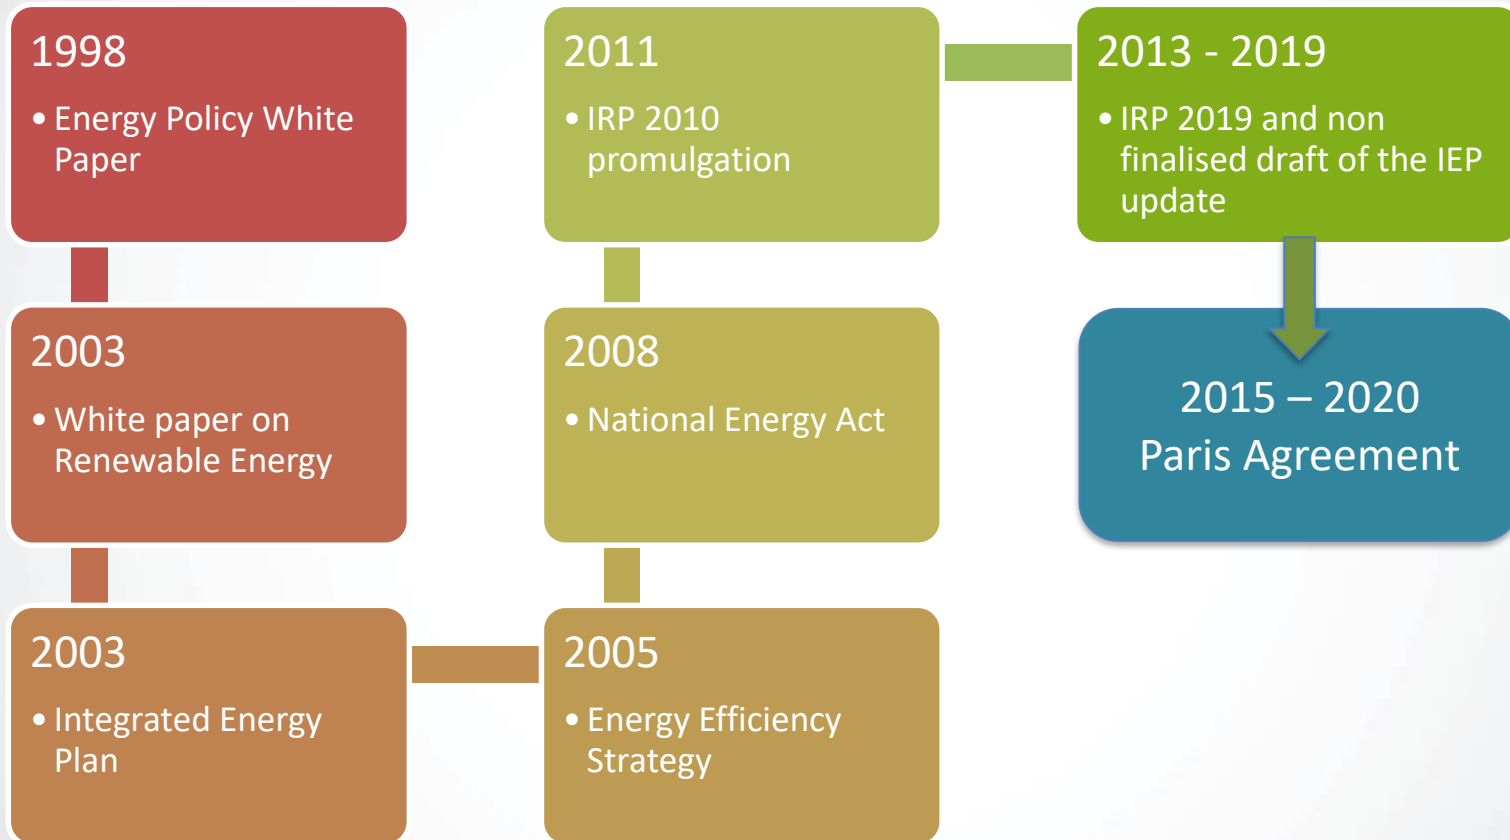 1998
• Energy Policy White
Paper
2003
• White paper on
Renewable Energy
2003
• Integrated Energy
Plan
2005
• Energy Efficiency
Strategy
2008
• National Energy Act
2011
• IRP 2010
promulgation
2013 - 2019
• IRP 2019 and non
finalised draft of the IEP
update
2015 – 2020
Paris Agreement